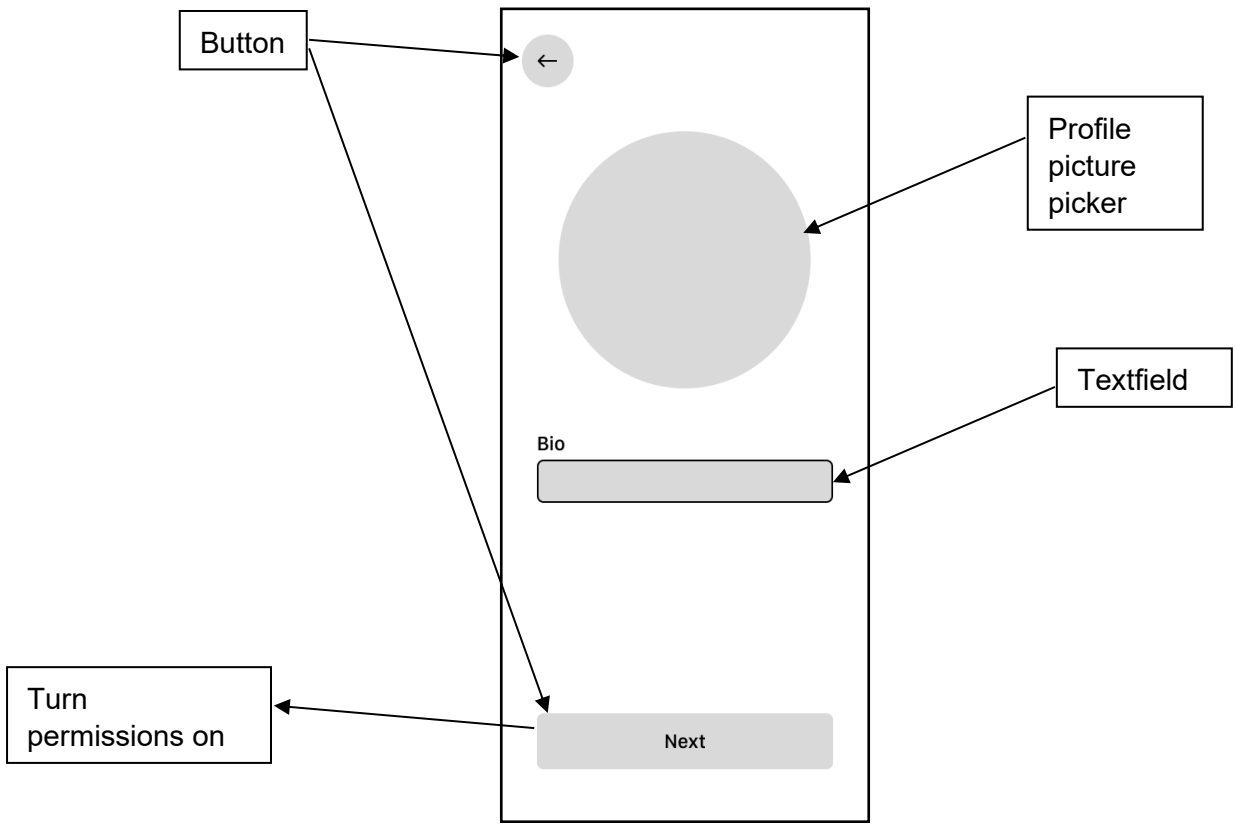 Button
←
Profile
picture
picker
Textfield
Bio
Turn
permissions on
Next